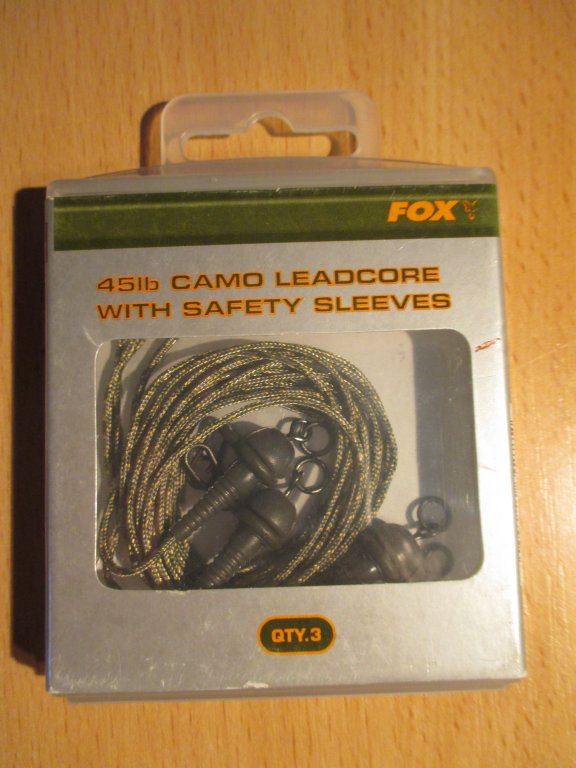 FOX
45lb CAMO LEADCORE
WITH SAFETY SLEEVES
QTY.3